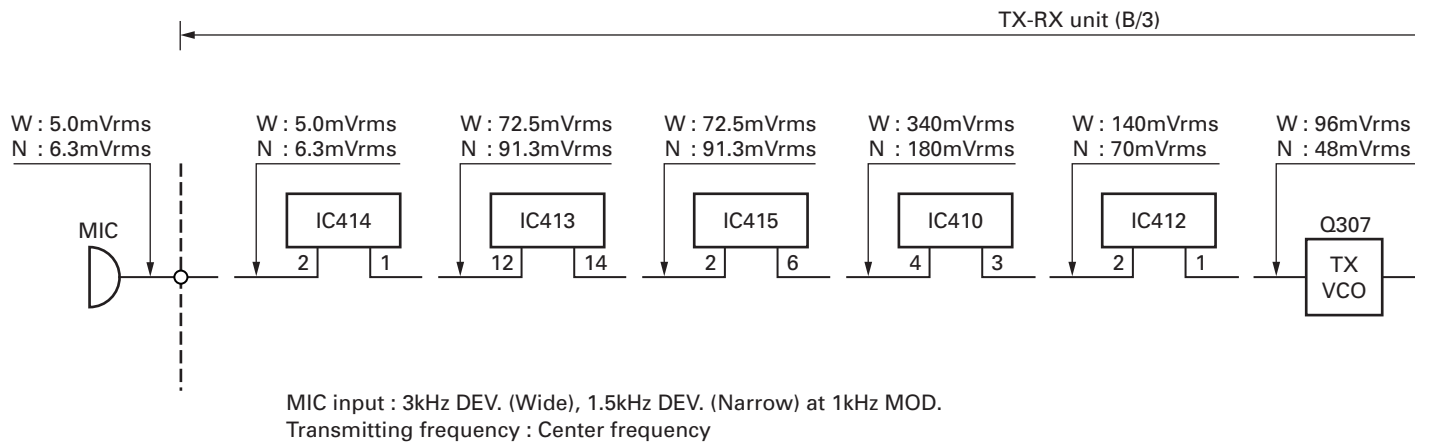 TX-RX unit (B/3)
W : 5.0mVrms
N : 6.3mVrms
W : 5.0mVrms
N : 6.3mVrms
W : 72.5mVrms
N : 91.3mVrms
W : 72.5mVrms
N : 91.3mVrms
W : 340mVrms
N : 180mVrms
W : 140mVrms
N : 70mVrms
W : 96mVrms
N : 48mVrms
MIC
IC414
2 1
IC413
12 14
IC415
2 6
IC410
4 3
IC412
2 1
Q307
TX
VCO
MIC input : 3kHz DEV. (Wide), 1.5kHz DEV. (Narrow) at 1kHz MOD.
Transmitting frequency : Center frequency